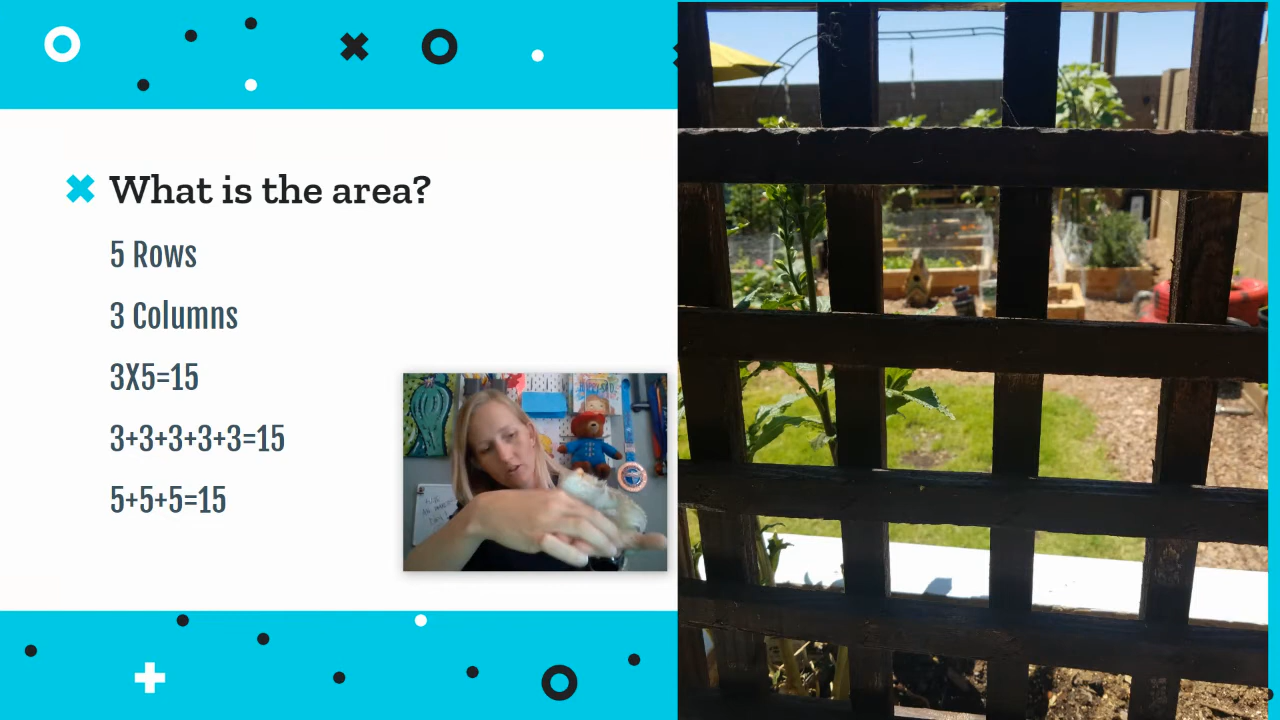 What is the area?
5 Rows
3 Columns
3X5=15
3+3+3+3+3=15
5+5+5=15